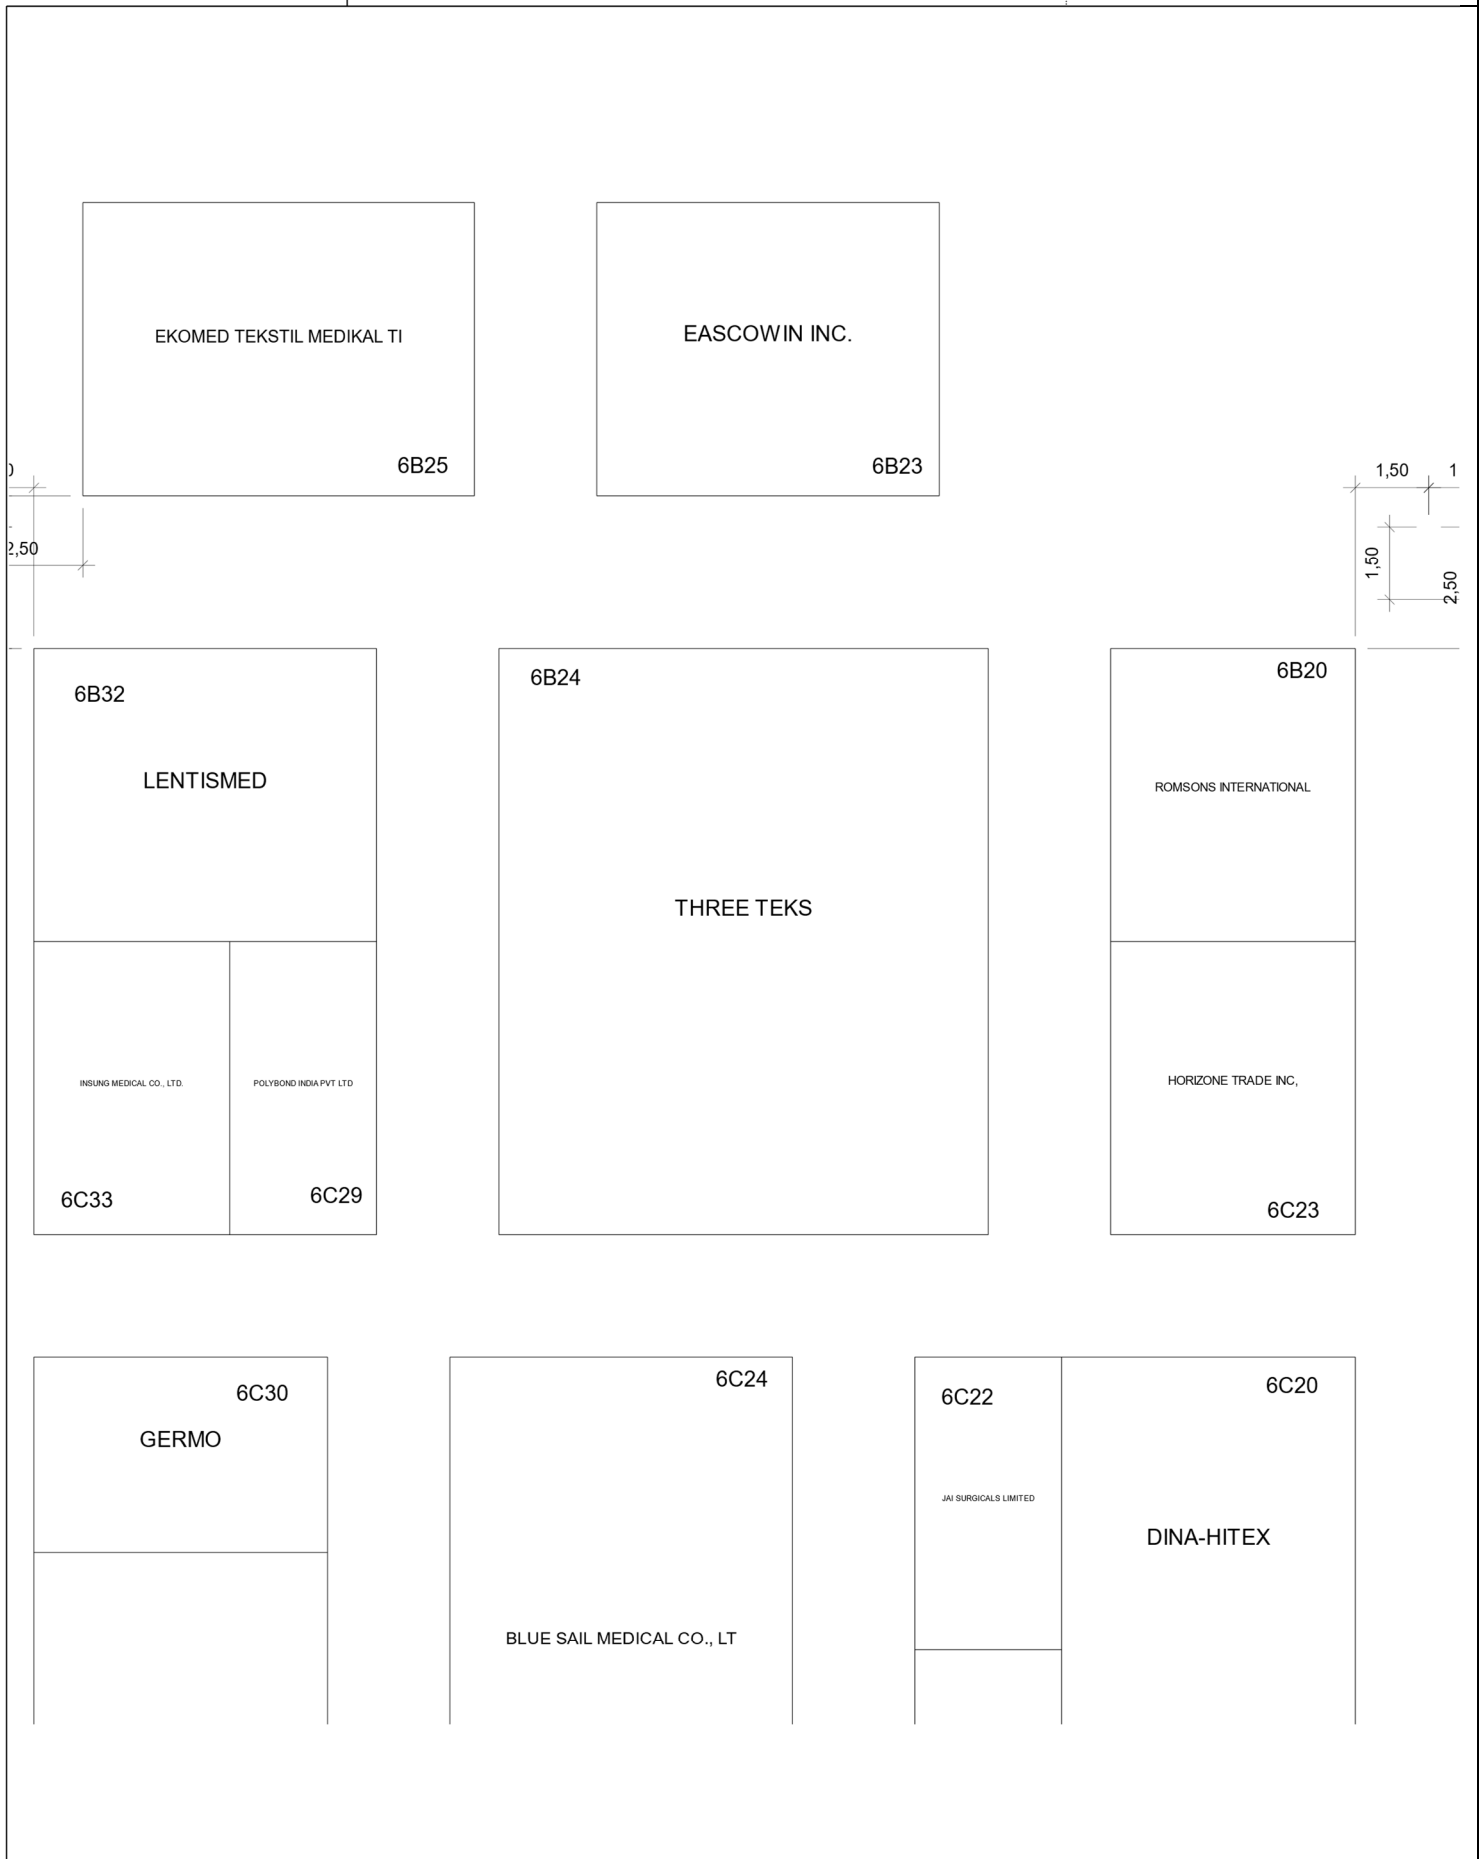 EKOMED TEKSTIL MEDIKAL TI
6B25
EASCOWIN INC.
6B23
2,50
1,50
1
1,50
2,50
6B32
LENTISMED
6B24
THREE TEKS
6B20
ROMSONS INTERNATIONAL
INSUNG MEDICAL CO., LTD.
6C33
POLYBOND INDIA PVT LTD
6C29
HORIZONE TRADE INC,
6C23
6C30
GERMO
6C24
BLUE SAIL MEDICAL CO., LT
6C22
JAI SURGICALS LIMITED
6C20
DINA-HITEX